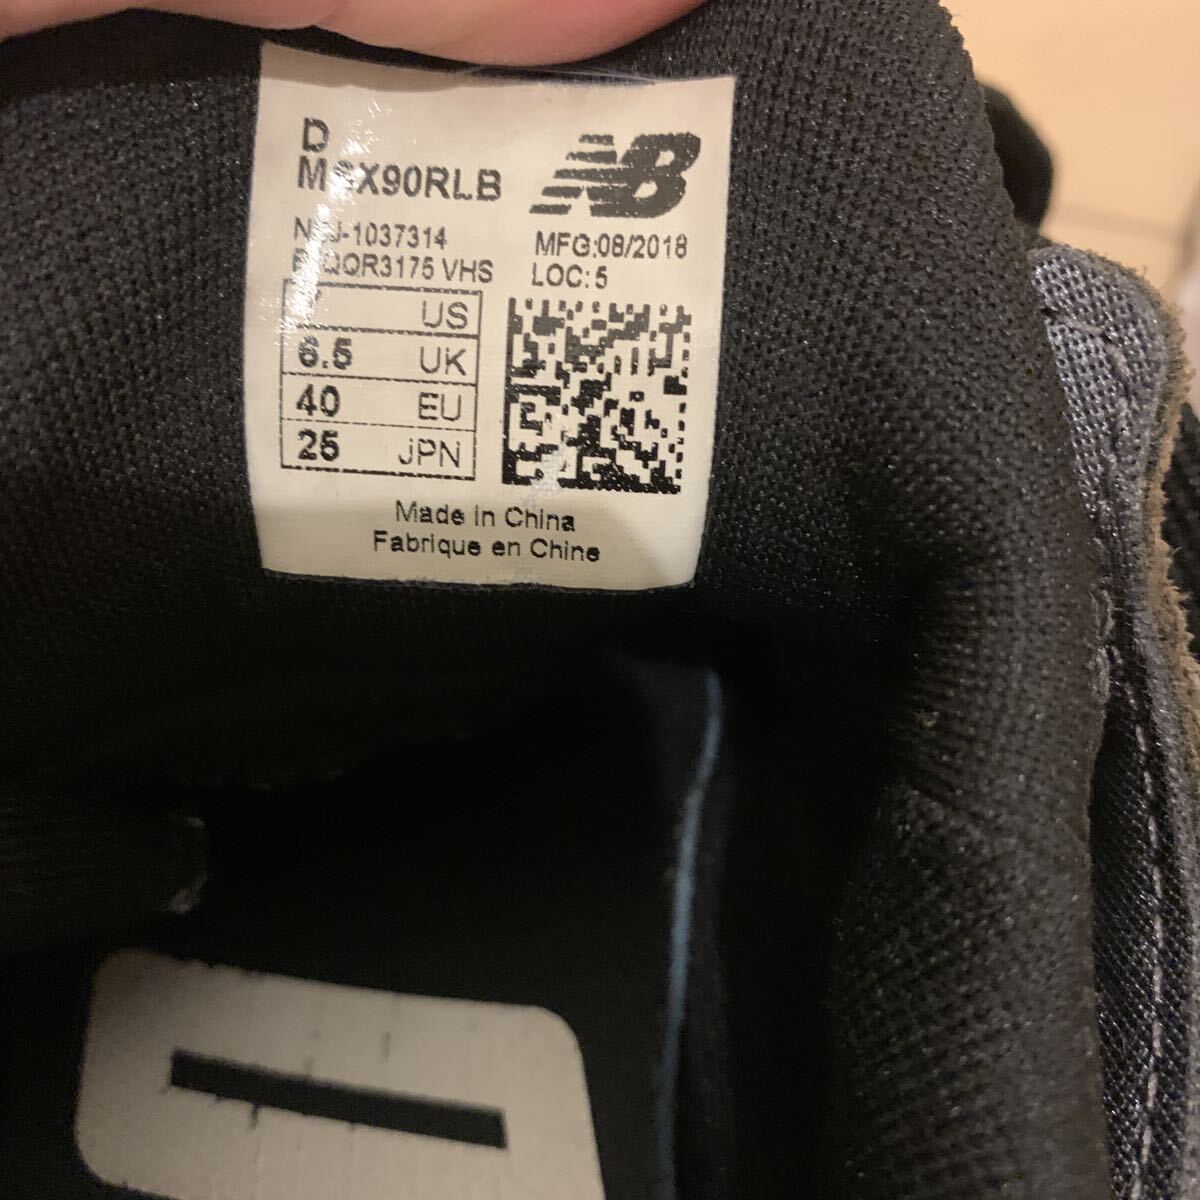 D
NB
MFG:08/2018
LOC: 5
US
6.5 UK
40 EU
25 JPN
Made in China
Fabrique en Chine